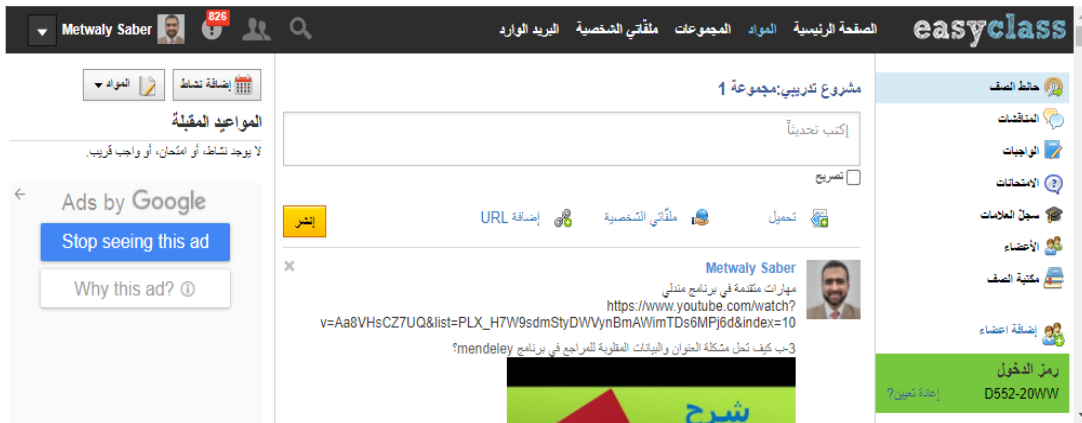 easyclass
الصفحة الرئيسية المواد المجموعات ملفّاتي الشخصية البريد الوارد
826
Metwaly Saber
حائط الصف
المناقشات
الواجبات
الامتحانات
سجلّ العلامات
الأعضاء
مكتبة الصف
إضافة اعضاء
رمز الدخول
D552-20WW
إعادة تعيين?
مشروع تدريبي:مجموعة 1
إكتب تحديثاً
تصريح
تحميل
ملفّاتي الشخصية
إضافة URL
إنشر
Metwaly Saber
مهارات متقدمة في برنامج مندلي
https://www.youtube.com/watch?
v=Aa8VHsCZ7UQ&list=PLX_H7W9sdmStyDWVynBmAWimTDs6MPj6d&index=10
3-ب كيف تحل مشكلة العنوان والبيانات المقلوبة للمراجع في برنامج mendeley؟
شرح
إضافة نشاط
المواد
المواعيد المقبلة
لا يوجد نشاط، أو امتحان، أو واجب قريب.
Ads by Google
Stop seeing this ad
Why this ad?